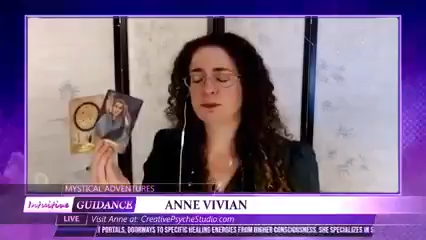 MYSTICAL ADVENTURES
Intuitive GUIDANCE
ANNE VIVIAN
LIVE
Visit Anne at: CreativePsycheStudio.com
T PORTALS, DOORWAYS TO SPECIFIC HEALING ENERGIES FROM HIGHER CONSCIOUSNESS. SHE SPECIALIZES IN S